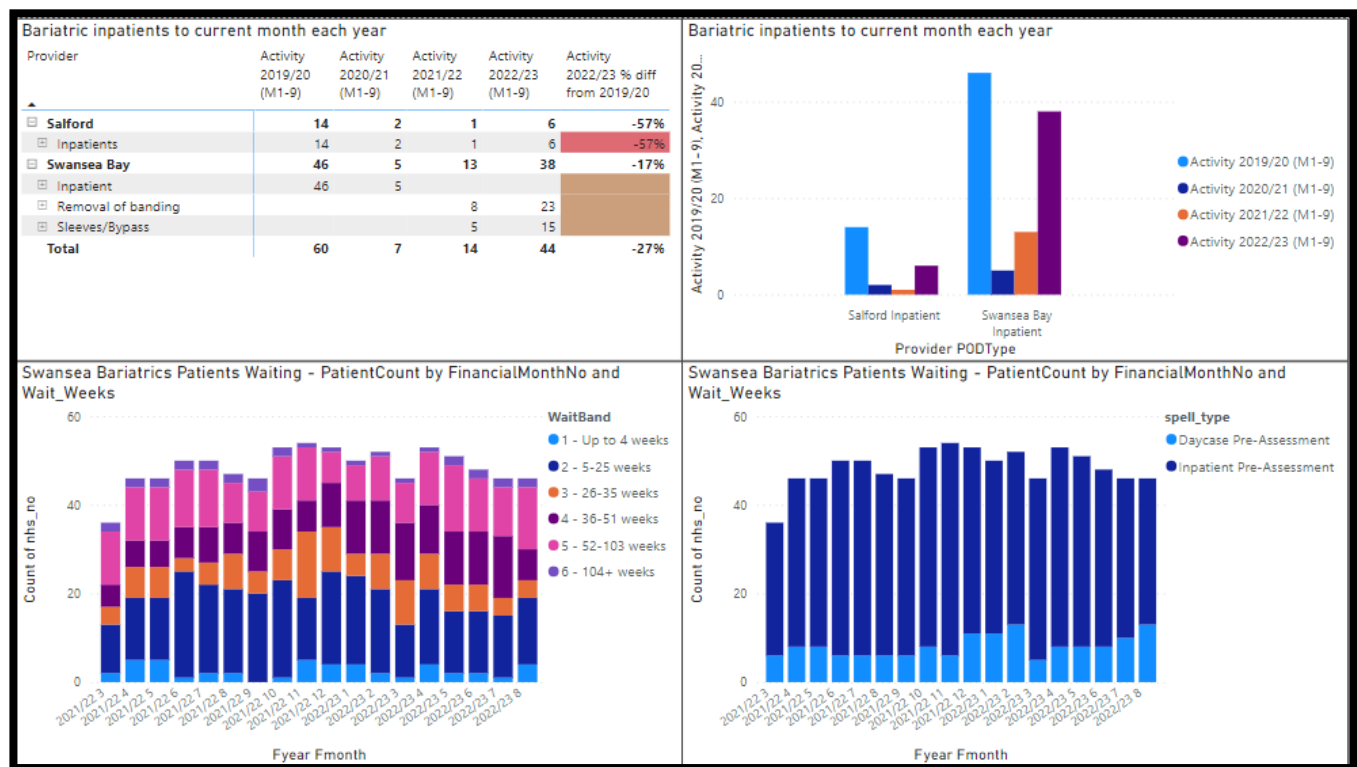 Bariatric inpatients to current month each year
Provider Activity 2019/20 (M1-9) Activity 2020/21 (M1-9) Activity 2021/22 (M1-9) Activity 2022/23 (M1-9) Activity 2022/23 % diff from 2019/20
Salford 14 2 1 6 -57%
Inpatients 14 2 1 6 -57%
Swansea Bay 46 5 13 38 -17%
Inpatient 46 5
Removal of banding 8 23
Sleeves/Bypass 5 15
Total 60 7 14 44 -27%
Bariatric inpatients to current month each year
Activity 2019/20 (M1-9), Activity 20...
40
20
0
Salford Inpatient
Swansea Bay
Inpatient
Provider PODType
Activity 2019/20 (M1-9)
Activity 2020/21 (M1-9)
Activity 2021/22 (M1-9)
Activity 2022/23 (M1-9)
Swansea Bariatrics Patients Waiting - PatientCount by FinancialMonthNo and
Wait_Weeks
Count of nhs_no
60
40
20
0
2021/22 3
2021/22 4
2021/22 5
2021/22 6
2021/22 7
2021/22 8
2021/22 9
2021/22 10
2021/22 11
2021/22 12
2022/23 1
2022/23 2
2022/23 3
2022/23 4
2022/23 5
2022/23 6
2022/23 7
2022/23 8
Fyear Fmonth
WaitBand
1 - Up to 4 weeks
2 - 5-25 weeks
3 - 26-35 weeks
4 - 36-51 weeks
5 - 52-103 weeks
6 - 104+ weeks
Swansea Bariatrics Patients Waiting - PatientCount by FinancialMonthNo and
Wait_Weeks
Count of nhs_no
60
40
20
0
2021/22 3
2021/22 4
2021/22 5
2021/22 6
2021/22 7
2021/22 8
2021/22 9
2021/22 10
2021/22 11
2021/22 12
2022/23 1
2022/23 2
2022/23 3
2022/23 4
2022/23 5
2022/23 6
2022/23 7
2022/23 8
Fyear Fmonth
spell_type
Daycase Pre-Assessment
Inpatient Pre-Assessment